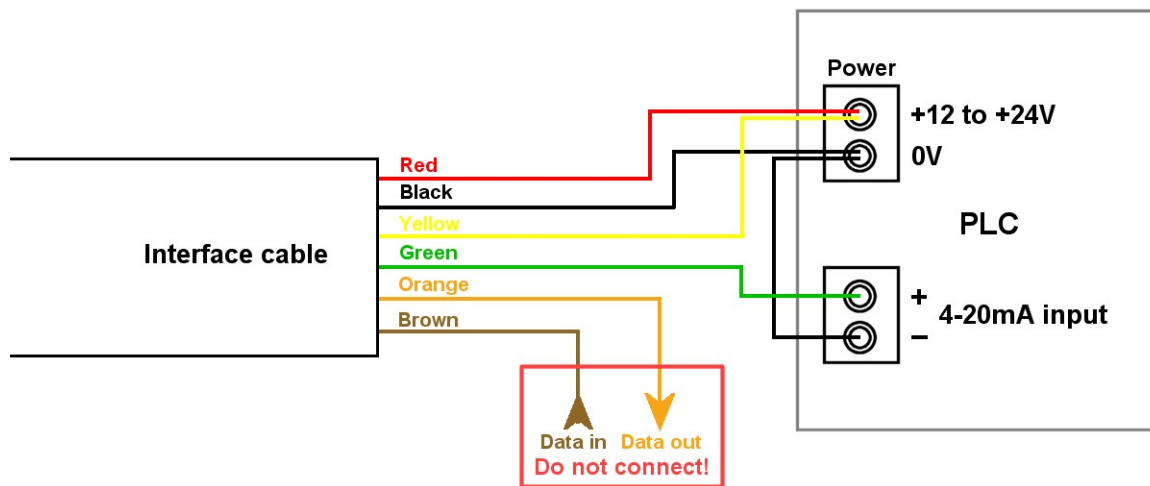 Power
+12 to +24V
0V
Red
Black
Yellow
Green
Orange
Brown
Interface cable
PLC
+
4-20mA input
–
Data in Data out
Do not connect!